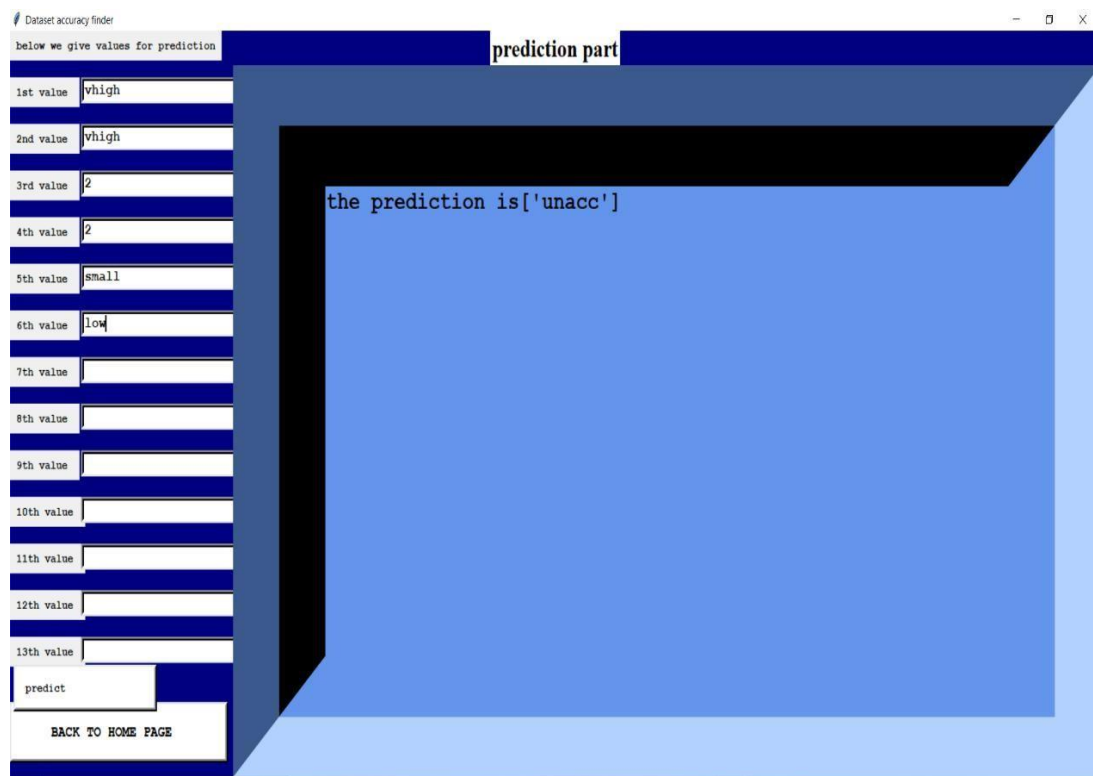 Dataset accuracy finder
below we give values for prediction
prediction part
1st value vhigh
2nd value vhigh
3rd value 2
4th value 2
5th value small
6th value low
7th value
8th value
9th value
10th value
11th value
12th value
13th value
predict
BACK TO HOME PAGE
the prediction is['unacc']